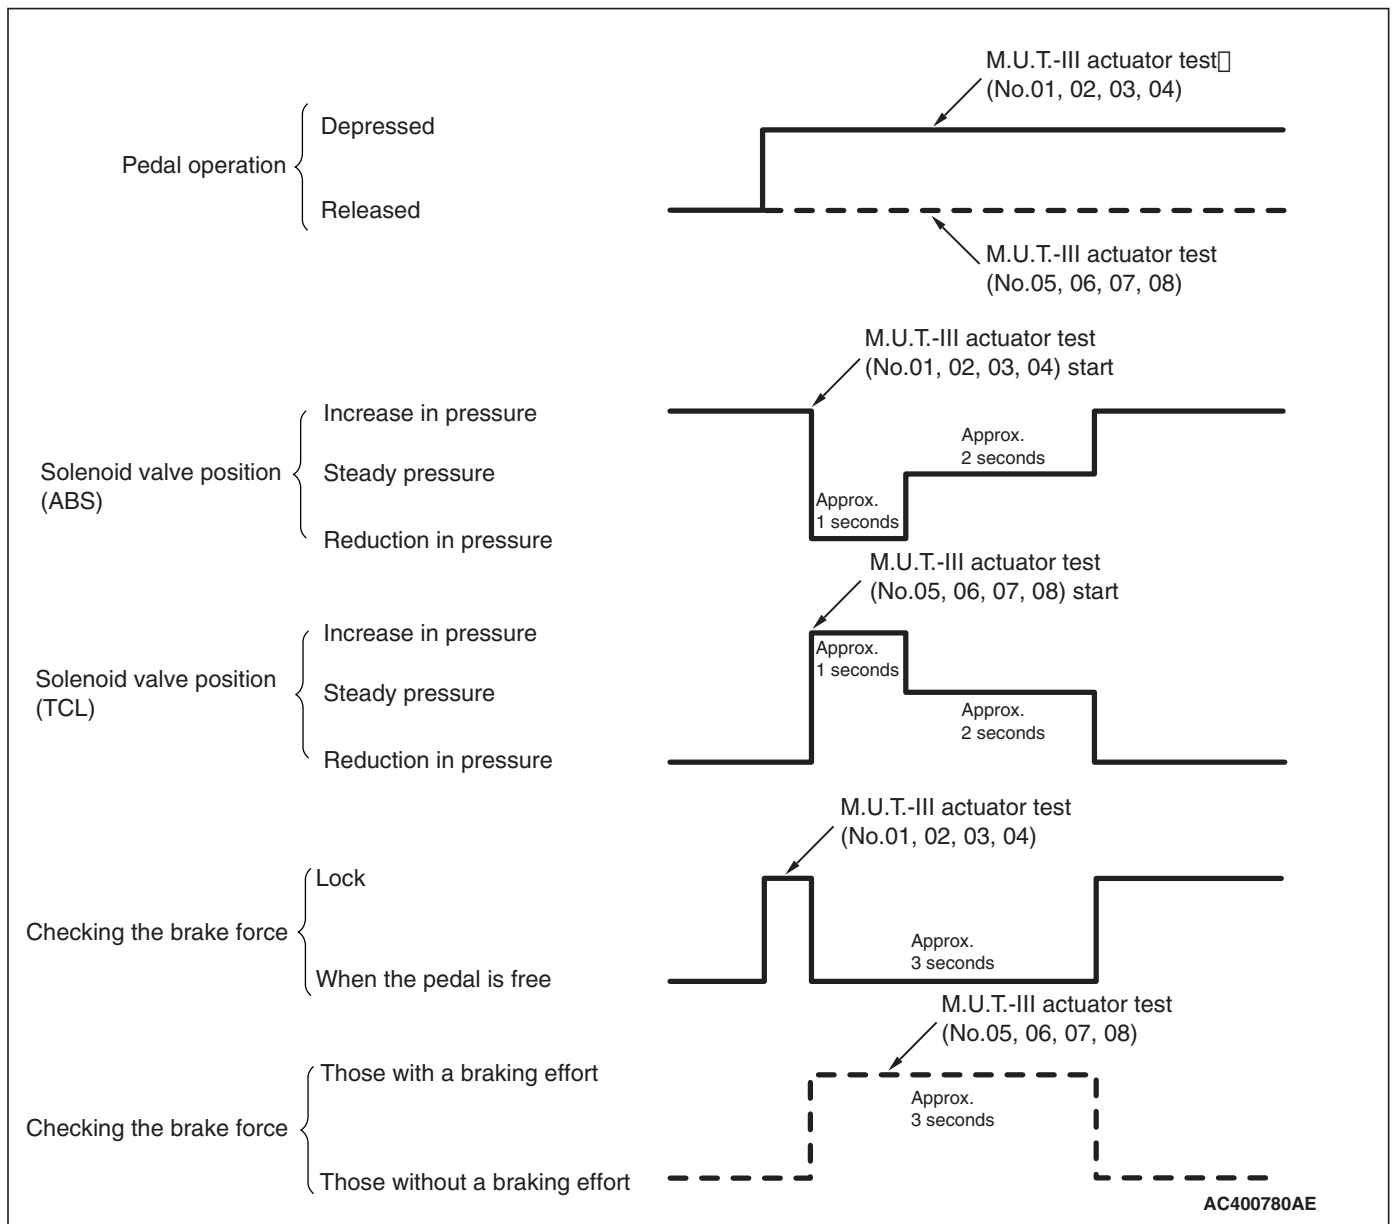 M.U.T.-III actuator test
(No.01, 02, 03, 04)
Depressed
Pedal operation
Released
M.U.T.-III actuator test
(No.05, 06, 07, 08)
M.U.T.-III actuator test
(No.01, 02, 03, 04) start
Increase in pressure
Approx.
2 seconds
Solenoid valve position
(ABS)
Steady pressure
Approx.
1 seconds
Reduction in pressure
M.U.T.-III actuator test
(No.05, 06, 07, 08) start
Increase in pressure
Approx.
1 seconds
Solenoid valve position
(TCL)
Steady pressure
Approx.
2 seconds
Reduction in pressure
M.U.T.-III actuator test
(No.01, 02, 03, 04)
Lock
Checking the brake force
Approx.
3 seconds
When the pedal is free
M.U.T.-III actuator test
(No.05, 06, 07, 08)
Those with a braking effort
Approx.
3 seconds
Checking the brake force
Those without a braking effort
AC400780AE